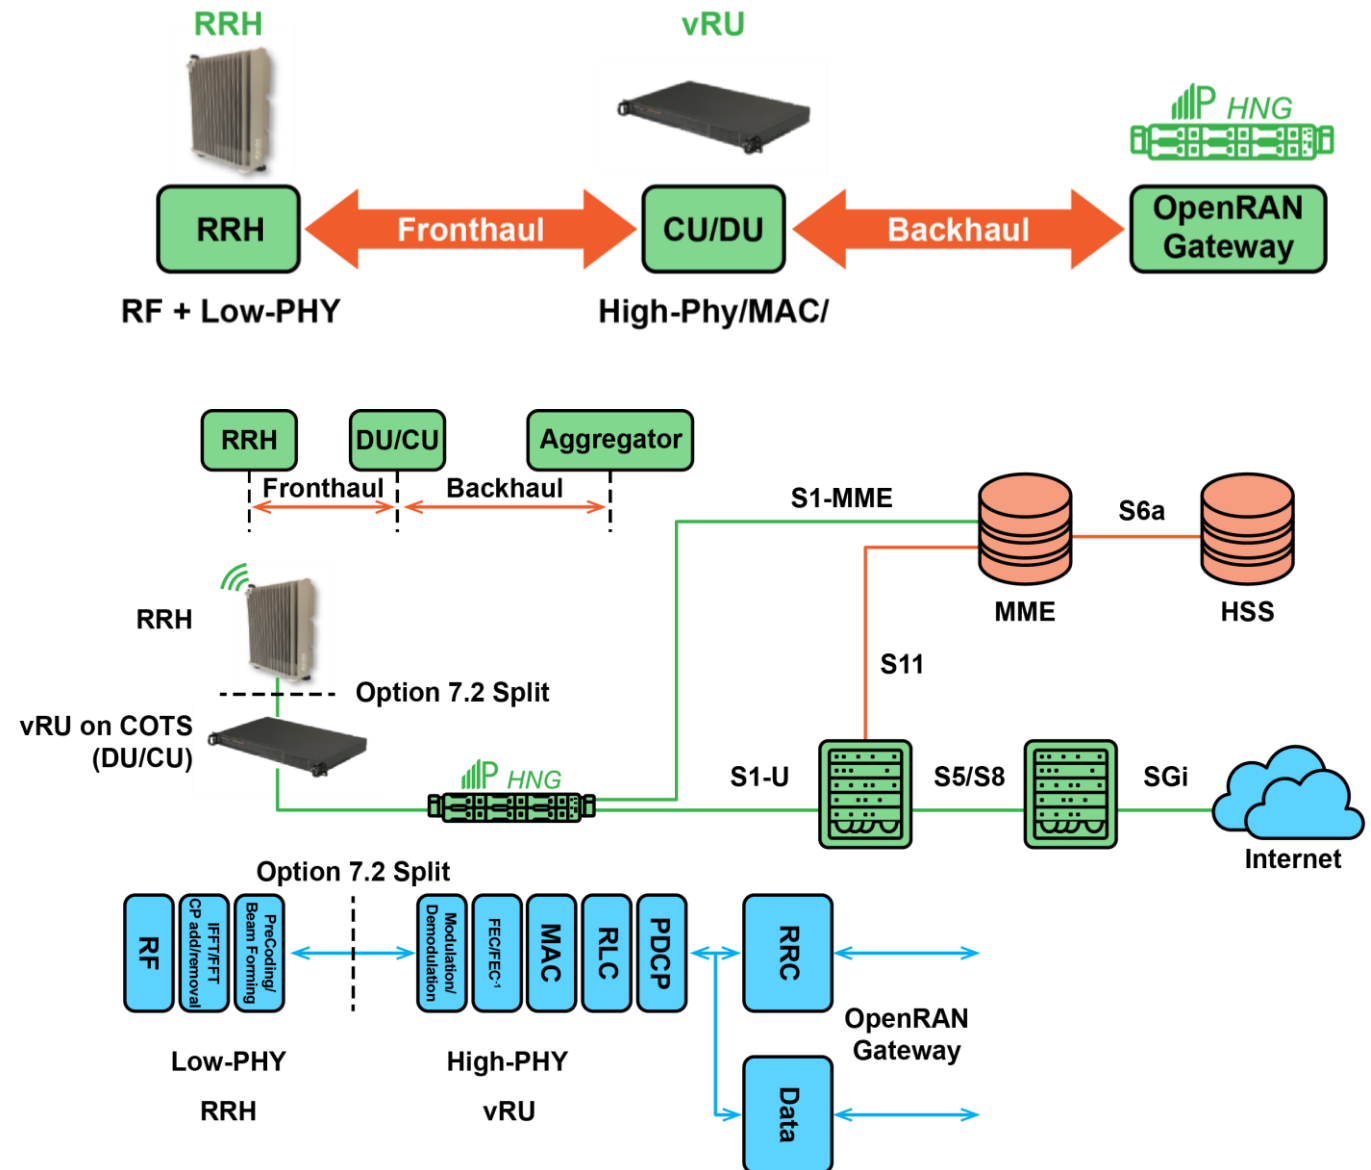 RRH
vRU
P HNG
RRH
Fronthaul
CU/DU
Backhaul
OpenRAN
Gateway
RF + Low-PHY
High-Phy/MAC/
RRH
DU/CU
Aggregator
Fronthaul
Backhaul
S1-MME
S6a
RRH
MME
HSS
S11
Option 7.2 Split
vRU on COTS
(DU/CU)
P HNG
S1-U
S5/S8
SGi
Internet
Option 7.2 Split
RF
IFFT/FFT
CP add/removal
PreCoding/
Beam Forming
Modulation/
Demodulation
FEC/FEC-1
MAC
RLC
PDCP
RRC
OpenRAN
Gateway
Low-PHY
High-PHY
RRH
vRU
Data